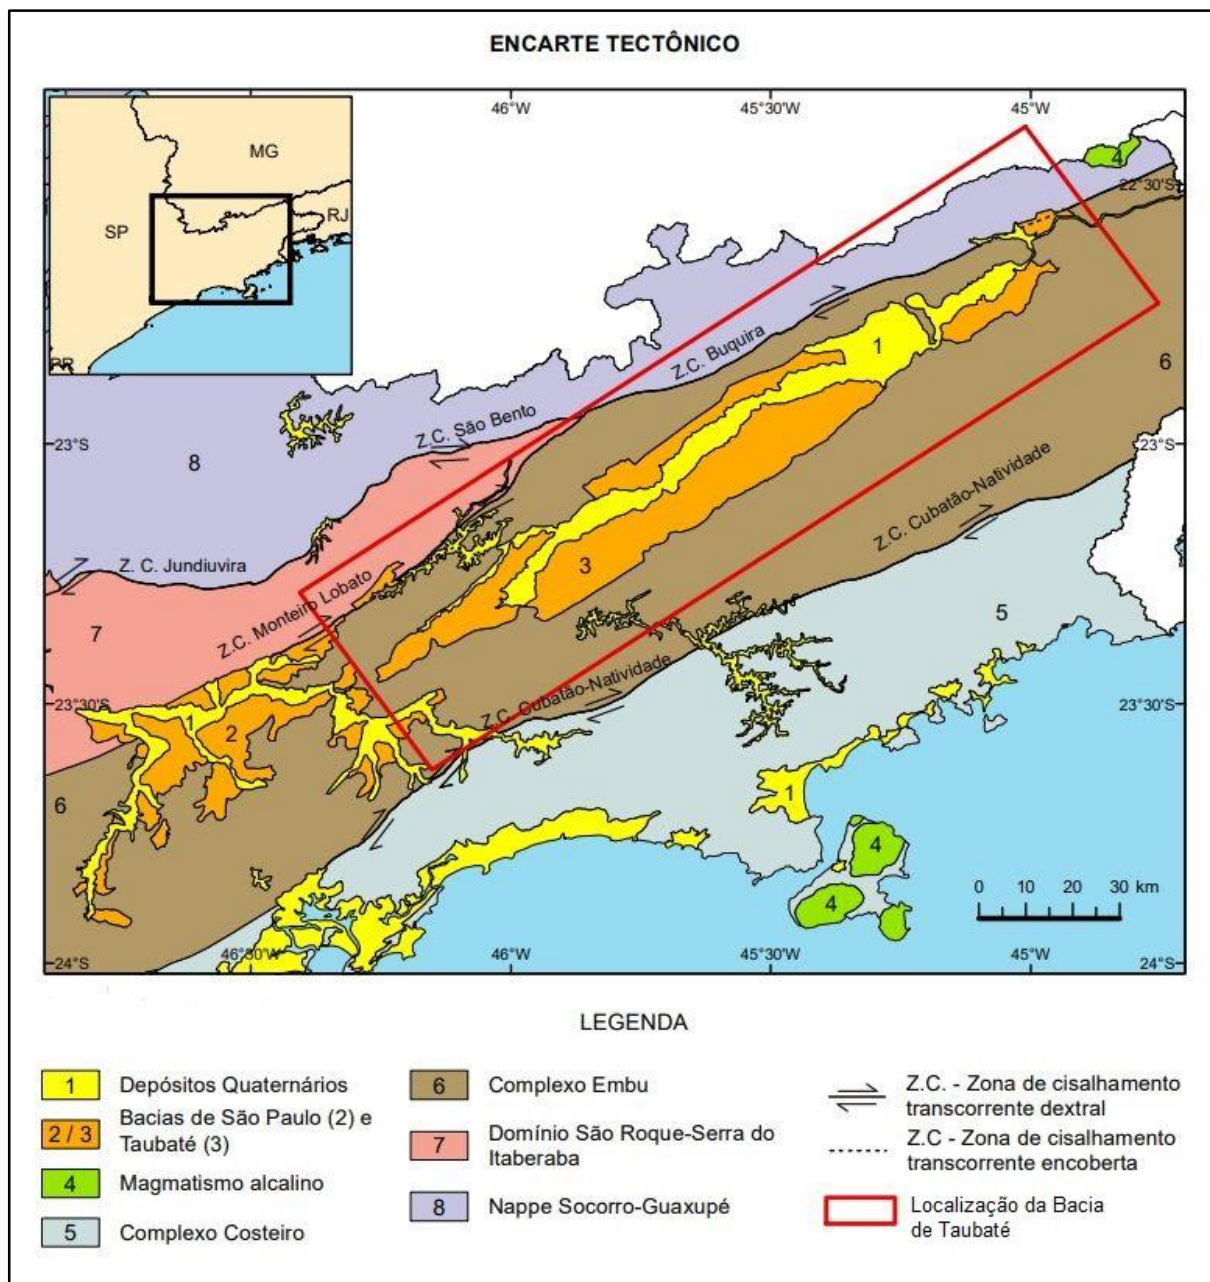 ENCARTE TECTÔNICO
46°W
45°30'W
45°W
MG
SP
RJ
4
22°30'S
Z.C. Buquira
1
6
23°S
Z.C. São Bento
23°S
8
Z.C. Cubatão-Natividade
Z. C. Jundiuvira
3
Z.C. Monteiro Lobato
5
7
Z.C. Cubatão-Natividade
23°30'S
23°30'S
1
2
6
1
4
4
0 10 20 30 km
24°S
46°30'W
46°W
45°30'W
45°W
24°S
LEGENDA
1 Depósitos Quaternários
2 / 3 Bacias de São Paulo (2) e
Taubaté (3)
4 Magmatismo alcalino
5 Complexo Costeiro
6 Complexo Embu
7 Domínio São Roque-Serra do
Itaberaba
8 Nappe Socorro-Guaxupé
Z.C. - Zona de cisalhamento
transcorrente dextral
Z.C - Zona de cisalhamento
transcorrente encoberta
Localização da Bacia
de Taubaté